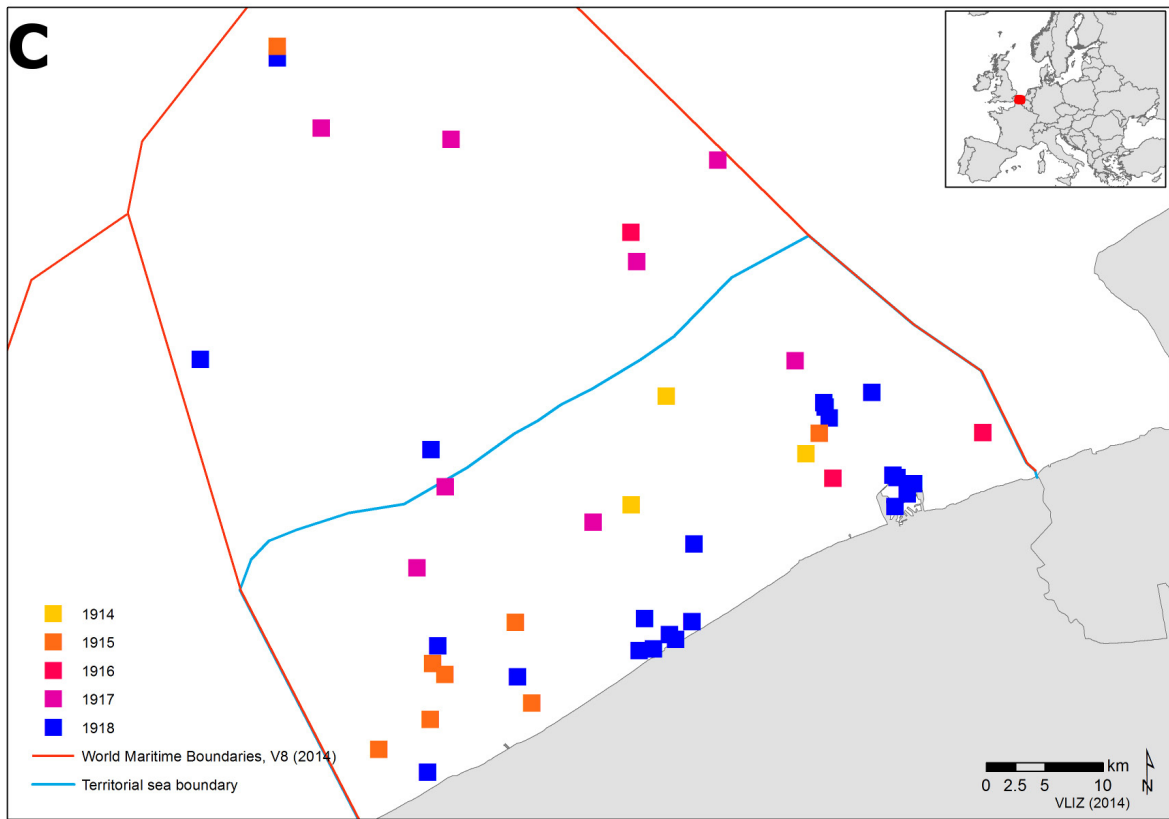 C
1914
1915
1916
1917
1918
World Maritime Boundaries, V8 (2014)
Territorial sea boundary
km
0 2.5 5 10
N
VLIZ (2014)